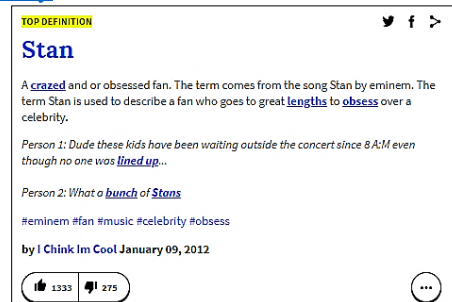 TOP DEFINITION
Stan
A crazed and or obsessed fan. The term comes from the song Stan by eminem. The
term Stan is used to describe a fan who goes to great lengths to obsess over a
celebrity.
Person 1: Dude these kids have been waiting outside the concert since 8 A:M even
though no one was lined up...
Person 2: What a bunch of Stans
#eminem #fan #music #celebrity #obsess
by I Chink Im Cool January 09, 2012
1333 275